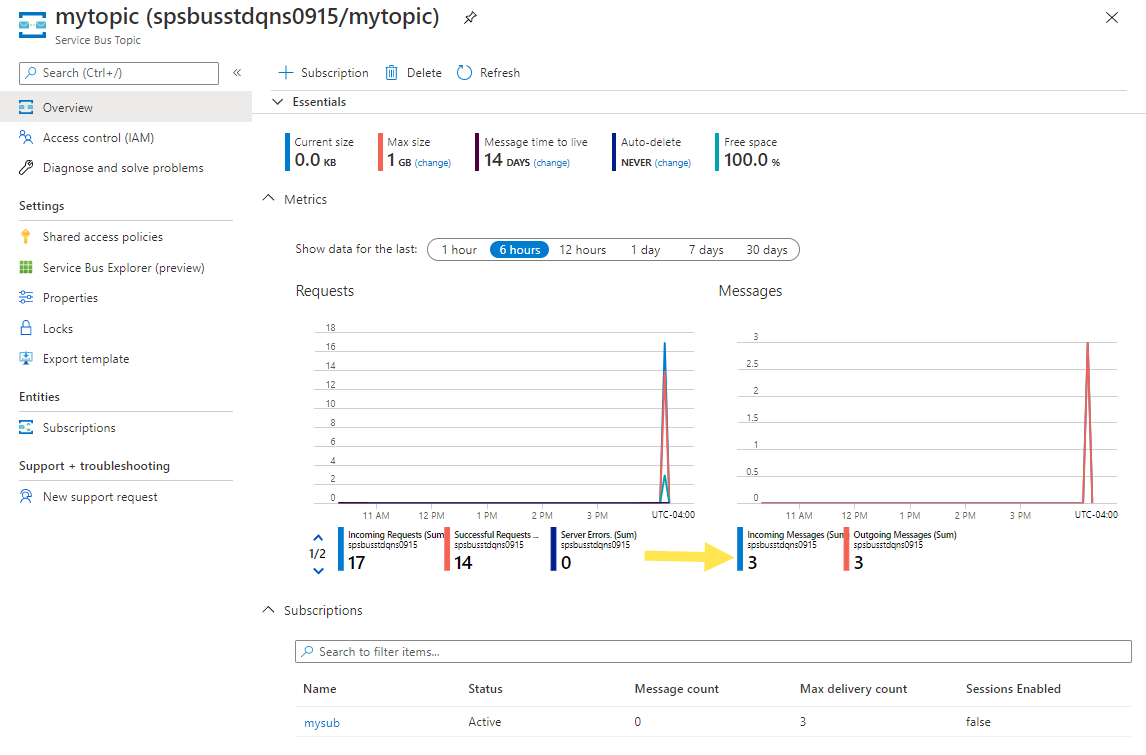 mytopic (spsbusstdqns0915/mytopic)
Service Bus Topic
Search (Ctrl+/)
«
Subscription Delete Refresh
Overview
Access control (IAM)
Diagnose and solve problems
Settings
Shared access policies
Service Bus Explorer (preview)
Properties
Locks
Export template
Entities
Subscriptions
Support + troubleshooting
New support request
Essentials
Current size
0.0 KB
Max size
1 GB (change)
Message time to live
14 DAYS (change)
Auto-delete
NEVER (change)
Free space
100.0 %
Metrics
Show data for the last: 1 hour 6 hours 12 hours 1 day 7 days 30 days
Requests
18
16
14
12
10
8
6
4
2
0
11 AM 12 PM 1 PM 2 PM 3 PM UTC-04:00
1/2
Incoming Requests (Sum)
spsbusstdqns0915
17
Successful Requests ...
spsbusstdqns0915
14
Server Errors. (Sum)
spsbusstdqns0915
0
Messages
3
2.5
2
1.5
1
0.5
0
11 AM 12 PM 1 PM 2 PM 3 PM UTC-04:00
Incoming Messages (Sum)
spsbusstdqns0915
3
Outgoing Messages (Sum)
spsbusstdqns0915
3
Subscriptions
Search to filter items...
Name Status Message count Max delivery count Sessions Enabled
mysub Active 0 3 false